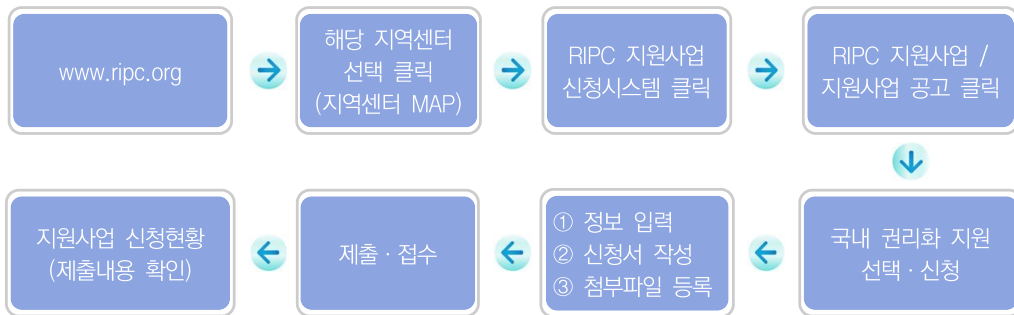 www.ripc.org
해당 지역센터
선택 클릭
(지역센터 MAP)
RIPC 지원사업
신청시스템 클릭
RIPC 지원사업 /
지원사업 공고 클릭
국내 권리화 지원
선택 · 신청
① 정보 입력
② 신청서 작성
③ 첨부파일 등록
제출 · 접수
지원사업 신청현황
(제출내용 확인)